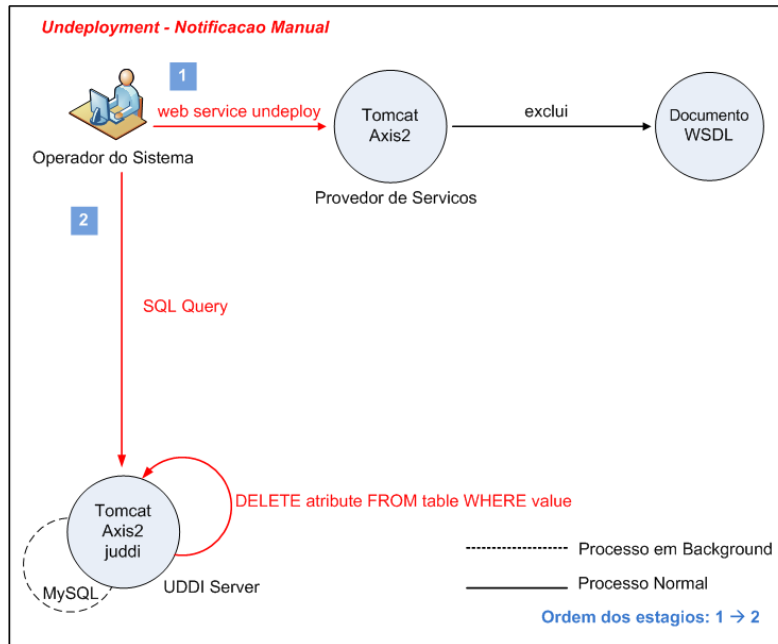 Undeployment - Notificacao Manual
1
web service undeploy
Tomcat
Axis2
exclui
Documento
WSDL
Operador do Sistema
Provedor de Servicos
2
SQL Query
DELETE atribute FROM table WHERE value
Tomcat
Axis2
juddi
MySQL
UDDI Server
Processo em Background
Processo Normal
Ordem dos estagios: 1 → 2